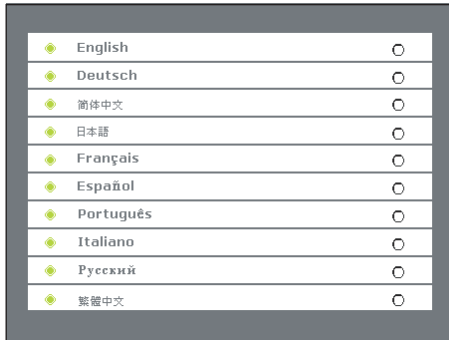 English
Deutsch
简体中文
日本語
Français
Español
Português
Italiano
Русский
繁體中文